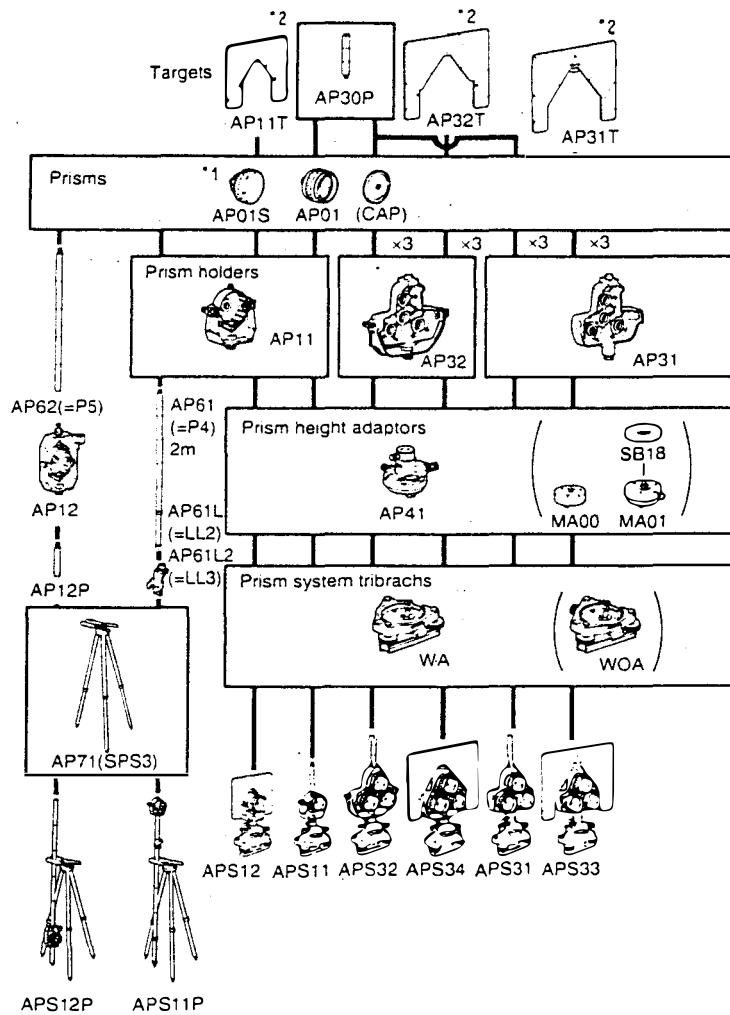 *2
*2
*2
Targets
AP30P
AP11T
AP32T
AP31T
Prisms
*1
AP01S
AP01
(CAP)
×3
×3
×3
×3
Prism holders
AP11
AP32
AP31
AP62(=P5)
AP61
(=P4)
2m
Prism height adaptors
SB18
AP12
AP41
MA00
MA01
AP61L
(=LL2)
AP61L2
(=LL3)
AP12P
Prism system tribrachs
WA
WOA
AP71(SPS3)
APS12
APS11
APS32
APS34
APS31
APS33
APS12P
APS11P